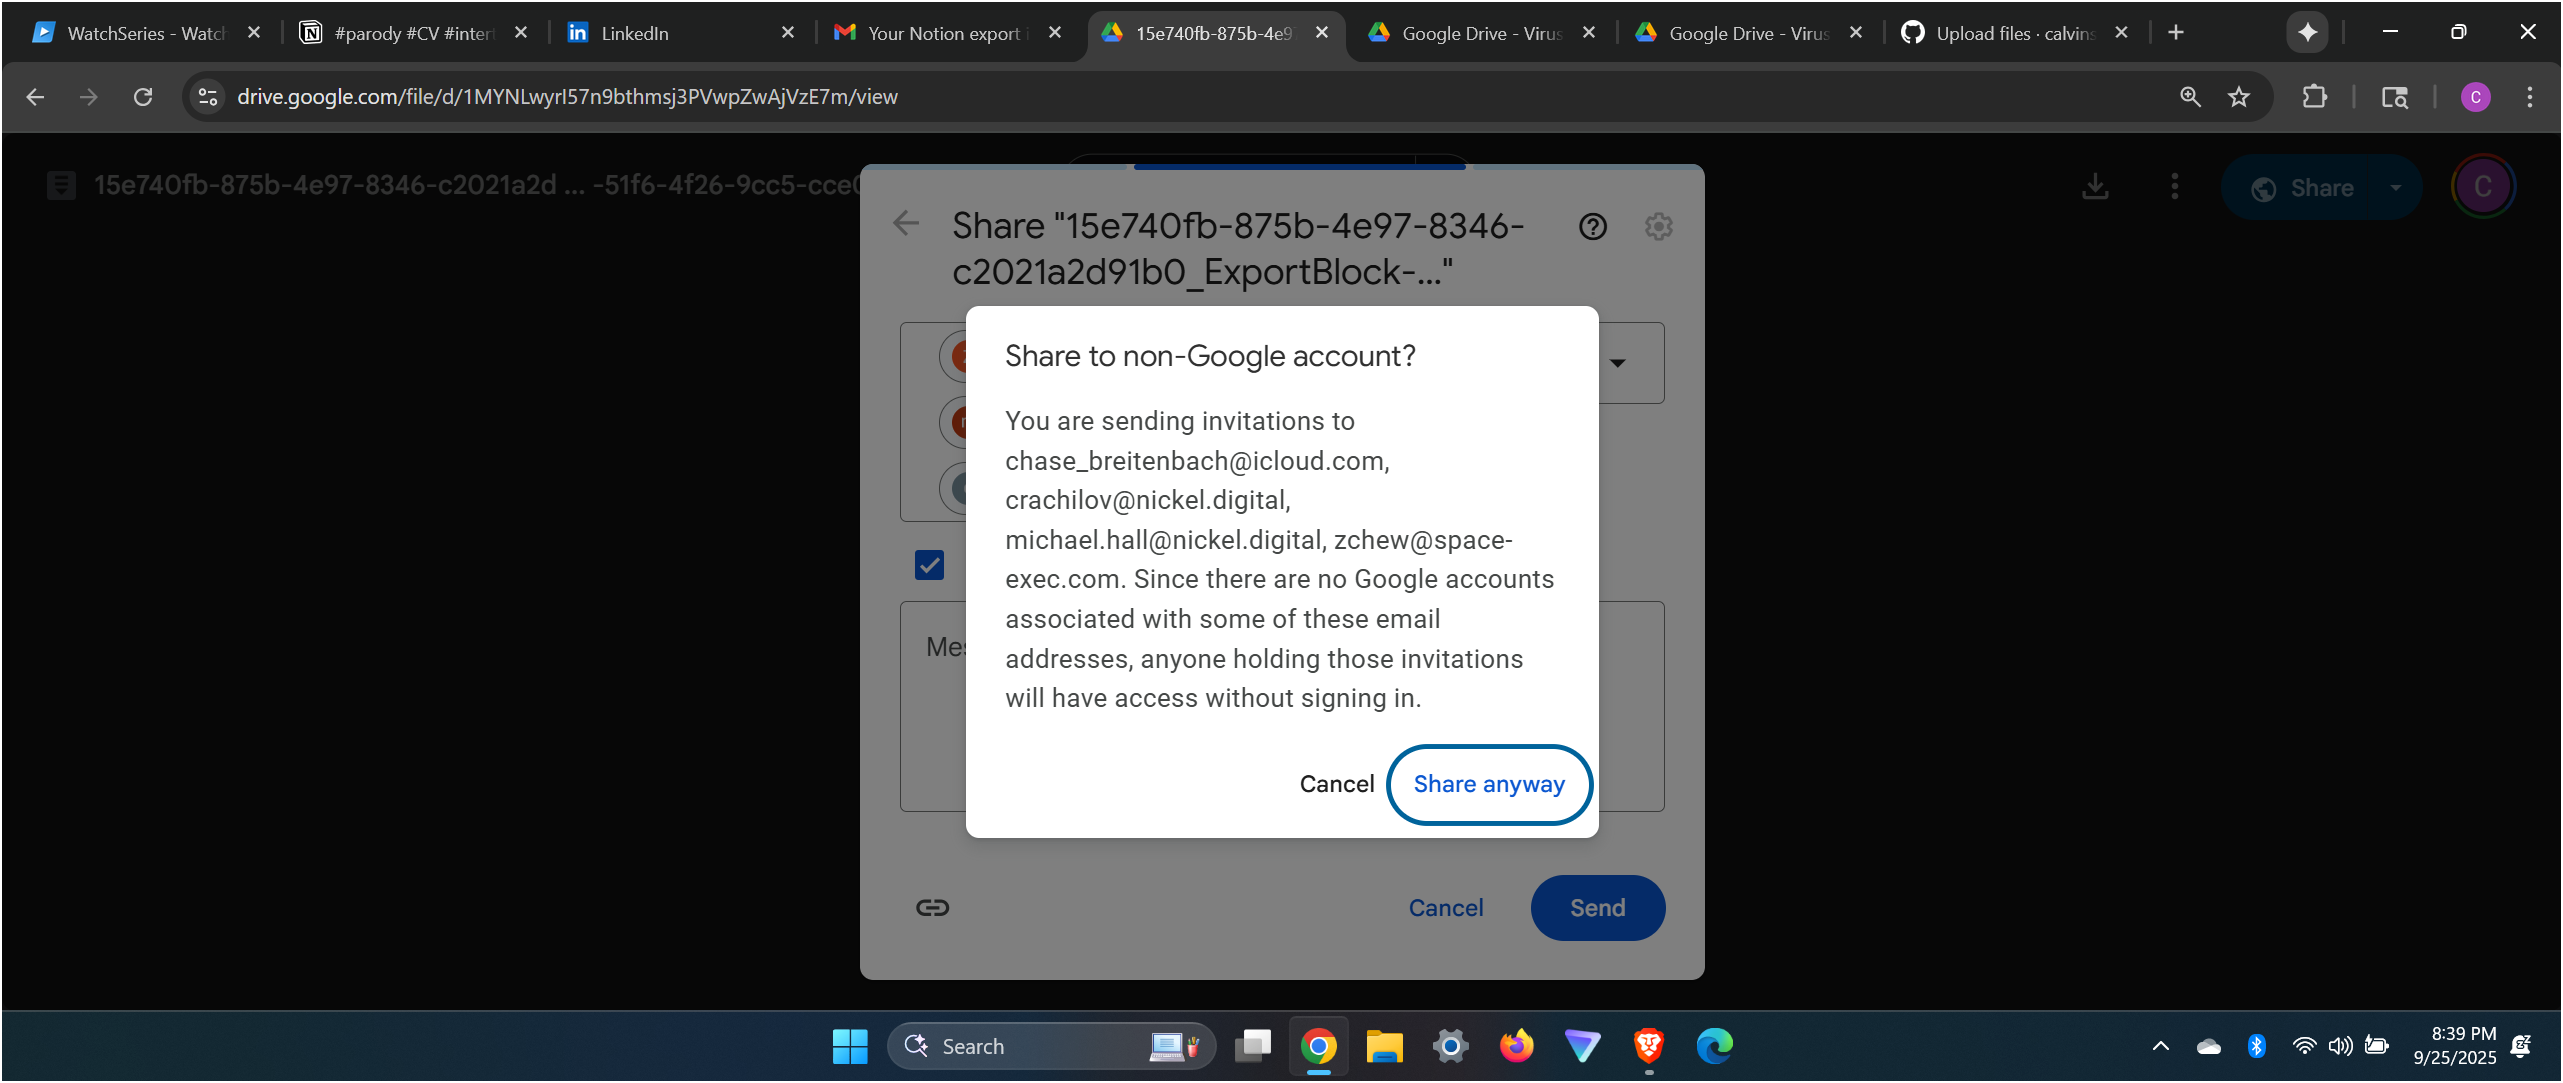 WatchSeries - Watc
#parody #CV #inter
LinkedIn
Your Notion export i
15e740fb-875b-4e9
Google Drive - Virus
Google Drive - Virus
Upload files · calvins
drive.google.com/file/d/1MYNLwyrI57n9bthmsj3PVwpZwAjVzE7m/view
C
15e740fb-875b-4e97-8346-c2021a2d ... -51f6-4f26-9cc5-cce0
Share
C
Share "15e740fb-875b-4e97-8346-
c2021a2d91b0_ExportBlock-..."
Share to non-Google account?
You are sending invitations to
chase_breitenbach@icloud.com,
crachilov@nickel.digital,
michael.hall@nickel.digital, zchew@space-
exec.com. Since there are no Google accounts
associated with some of these email
addresses, anyone holding those invitations
will have access without signing in.
Cancel
Share anyway
Mes
Cancel
Send
Search
8:39 PM
9/25/2025